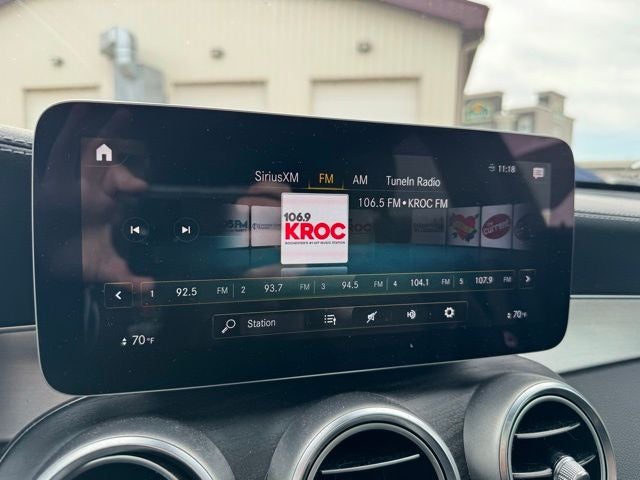 SiriusXM FM AM TuneIn Radio 11:18
106.5 FM • KROC FM
106.9
KROC
ROCHESTER'S #1 HIT MUSIC STATION
current
1 92.5 FM 2 93.7 FM 3 94.5 FM 4 104.1 FM 5 107.9 FM
Station
70°F 70°F